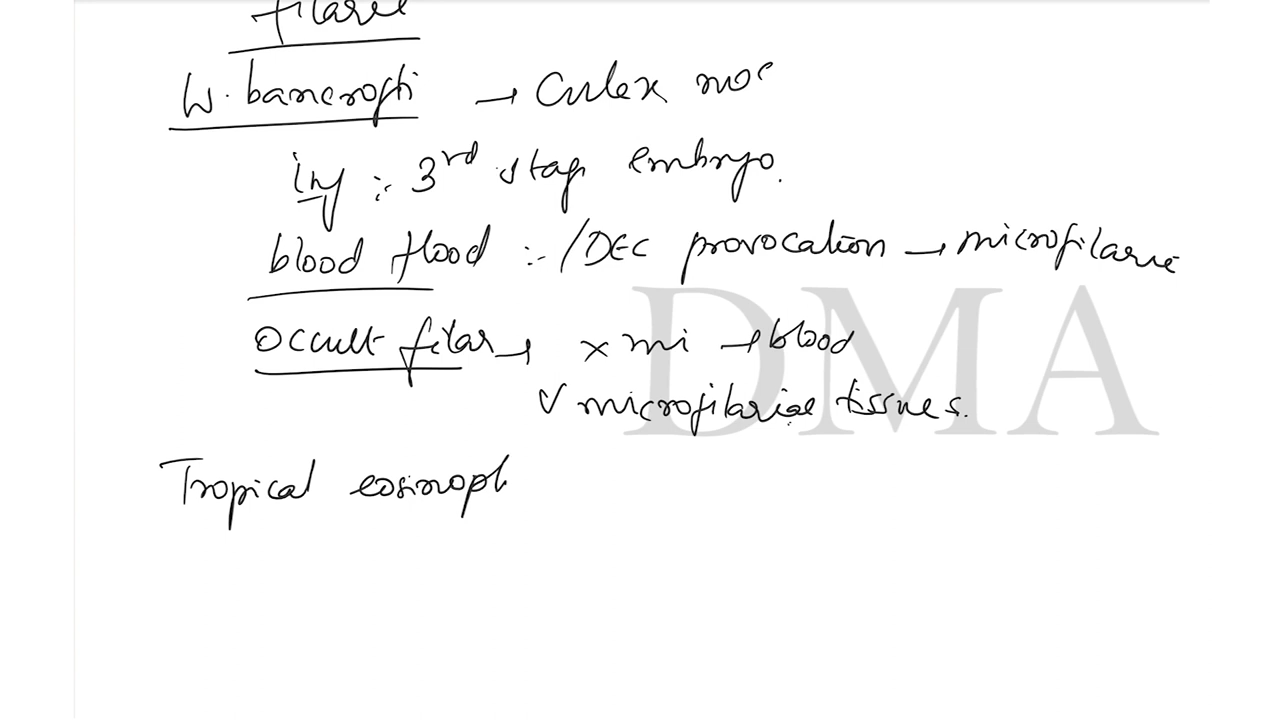 filarie
W. bancrofti → Culex mos
inf :- 3rd stage embryo.
blood flood :- / DEC provocation → microfilarie
Occult filar → x mi → blood
✓ microfilariae tissues.
Tropical eosinoph
DMA